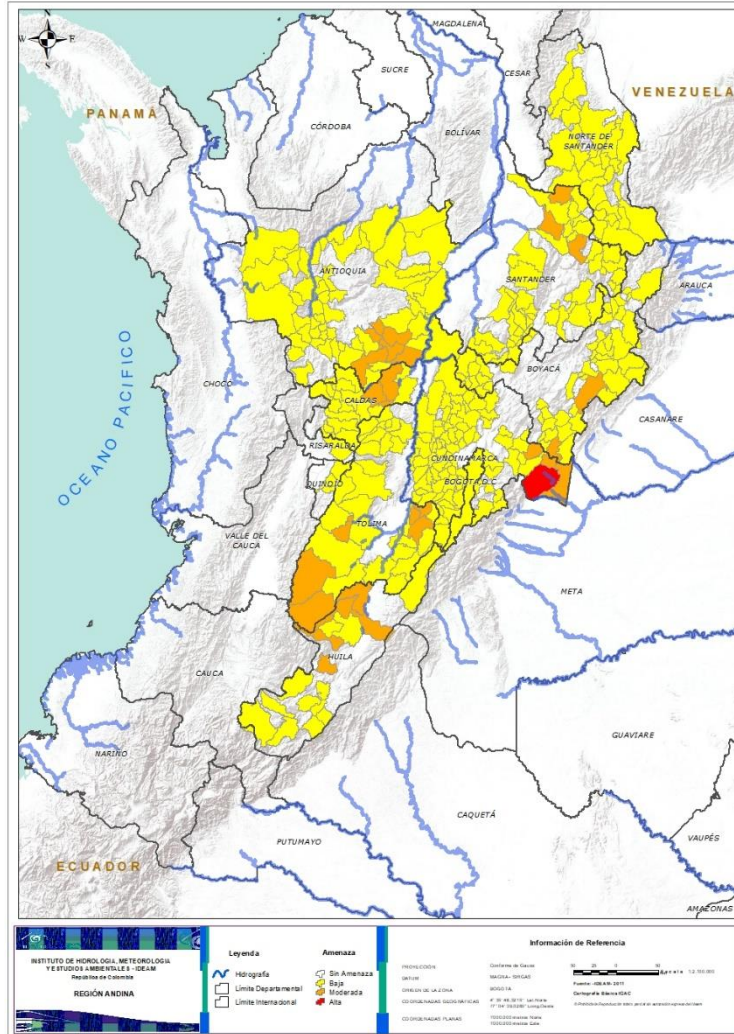 N
W E
S
MAGDALENA
SUCRE
CESAR
VENEZUELA
PANAMÁ
CÓRDOBA
BOLÍVAR
NORTE DE
SANTANDER
ANTIOQUIA
SANTANDER
ARAUCA
OCEANO PACIFICO
CHOCÓ
BOYACÁ
CALDAS
CASANARE
RISARALDA
CUNDINAMARCA
QUINDÍO
BOGOTÁ D.C.
TOLIMA
VALLE DEL
CAUCA
META
HUILA
CAUCA
GUAVIARE
NARIÑO
CAQUETÁ
PUTUMAYO
VAUPÉS
ECUADOR
AMAZONAS
INSTITUTO DE HIDROLOGIA, METEOROLOGIA
Y ESTUDIOS AMBIENTALES - IDEAM
República de Colombia
REGIÓN ANDINA
Leyenda
Hidrografía
Límite Departamental
Límite Internacional
Amenaza
Sin Amenaza
Baja
Moderada
Alta
Información de Referencia
PROYECCIÓN Conforme de Gauss
DATUM MAGNA-SIRGAS
ORIGEN DE LA ZONA BOGOTÁ
COORDENADAS GEOGRÁFICAS
COORDENADAS PLANAS
Fuente: IDEAM-2011
Cartografía Básica IGAC